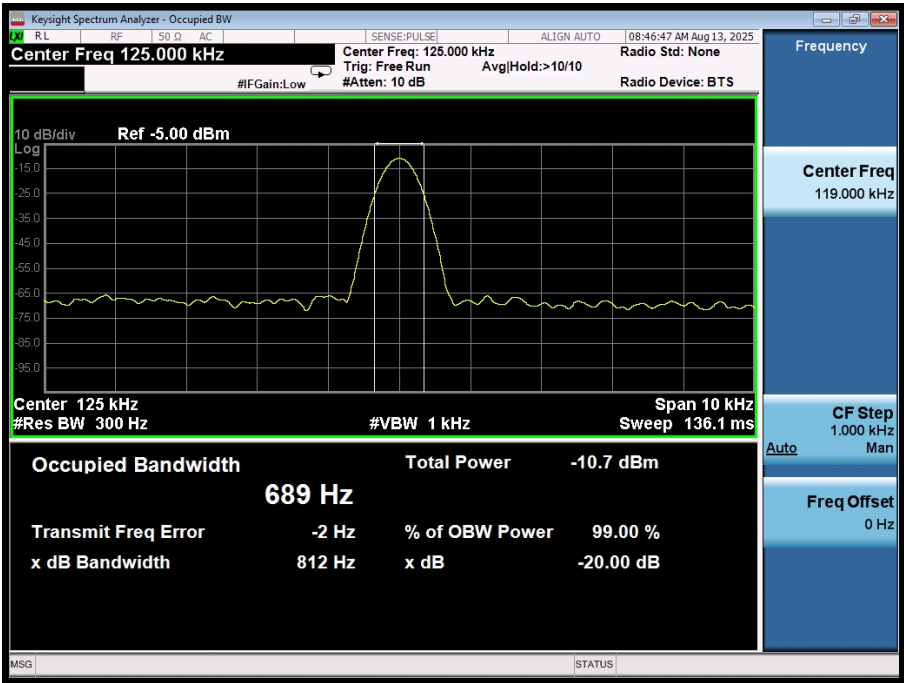 Keysight Spectrum Analyzer - Occupied BW
LXI RL RF 50 Ω AC SENSE:PULSE ALIGN AUTO 08:46:47 AM Aug 13, 2025
Center Freq 125.000 kHz
Center Freq: 125.000 kHz
Radio Std: None
Trig: Free Run Avg|Hold:>10/10
#IFGain:Low #Atten: 10 dB Radio Device: BTS
10 dB/div Ref -5.00 dBm
Log
-15.0
-25.0
-35.0
-45.0
-55.0
-65.0
-75.0
-85.0
-95.0
Center 125 kHz Span 10 kHz
#Res BW 300 Hz #VBW 1 kHz Sweep 136.1 ms
Occupied Bandwidth Total Power -10.7 dBm
689 Hz
Transmit Freq Error -2 Hz % of OBW Power 99.00 %
x dB Bandwidth 812 Hz x dB -20.00 dB
MSG STATUS
Frequency
Center Freq
119.000 kHz
CF Step
1.000 kHz
Auto Man
Freq Offset
0 Hz